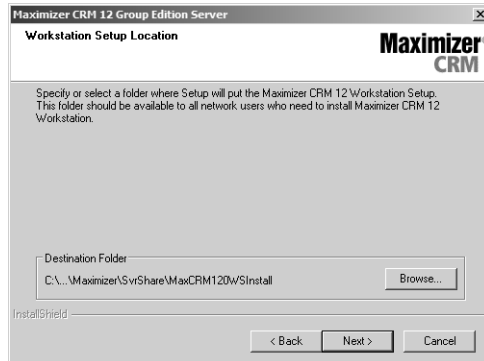 Maximizer CRM 12 Group Edition Server
Workstation Setup Location
Maximizer
CRM
Specify or select a folder where Setup will put the Maximizer CRM 12 Workstation Setup.
This folder should be available to all network users who need to install Maximizer CRM 12
Workstation.
Destination Folder
C:\...\Maximizer\SvrShare\MaxCRM120WSInstall
Browse...
InstallShield
< Back
Next >
Cancel